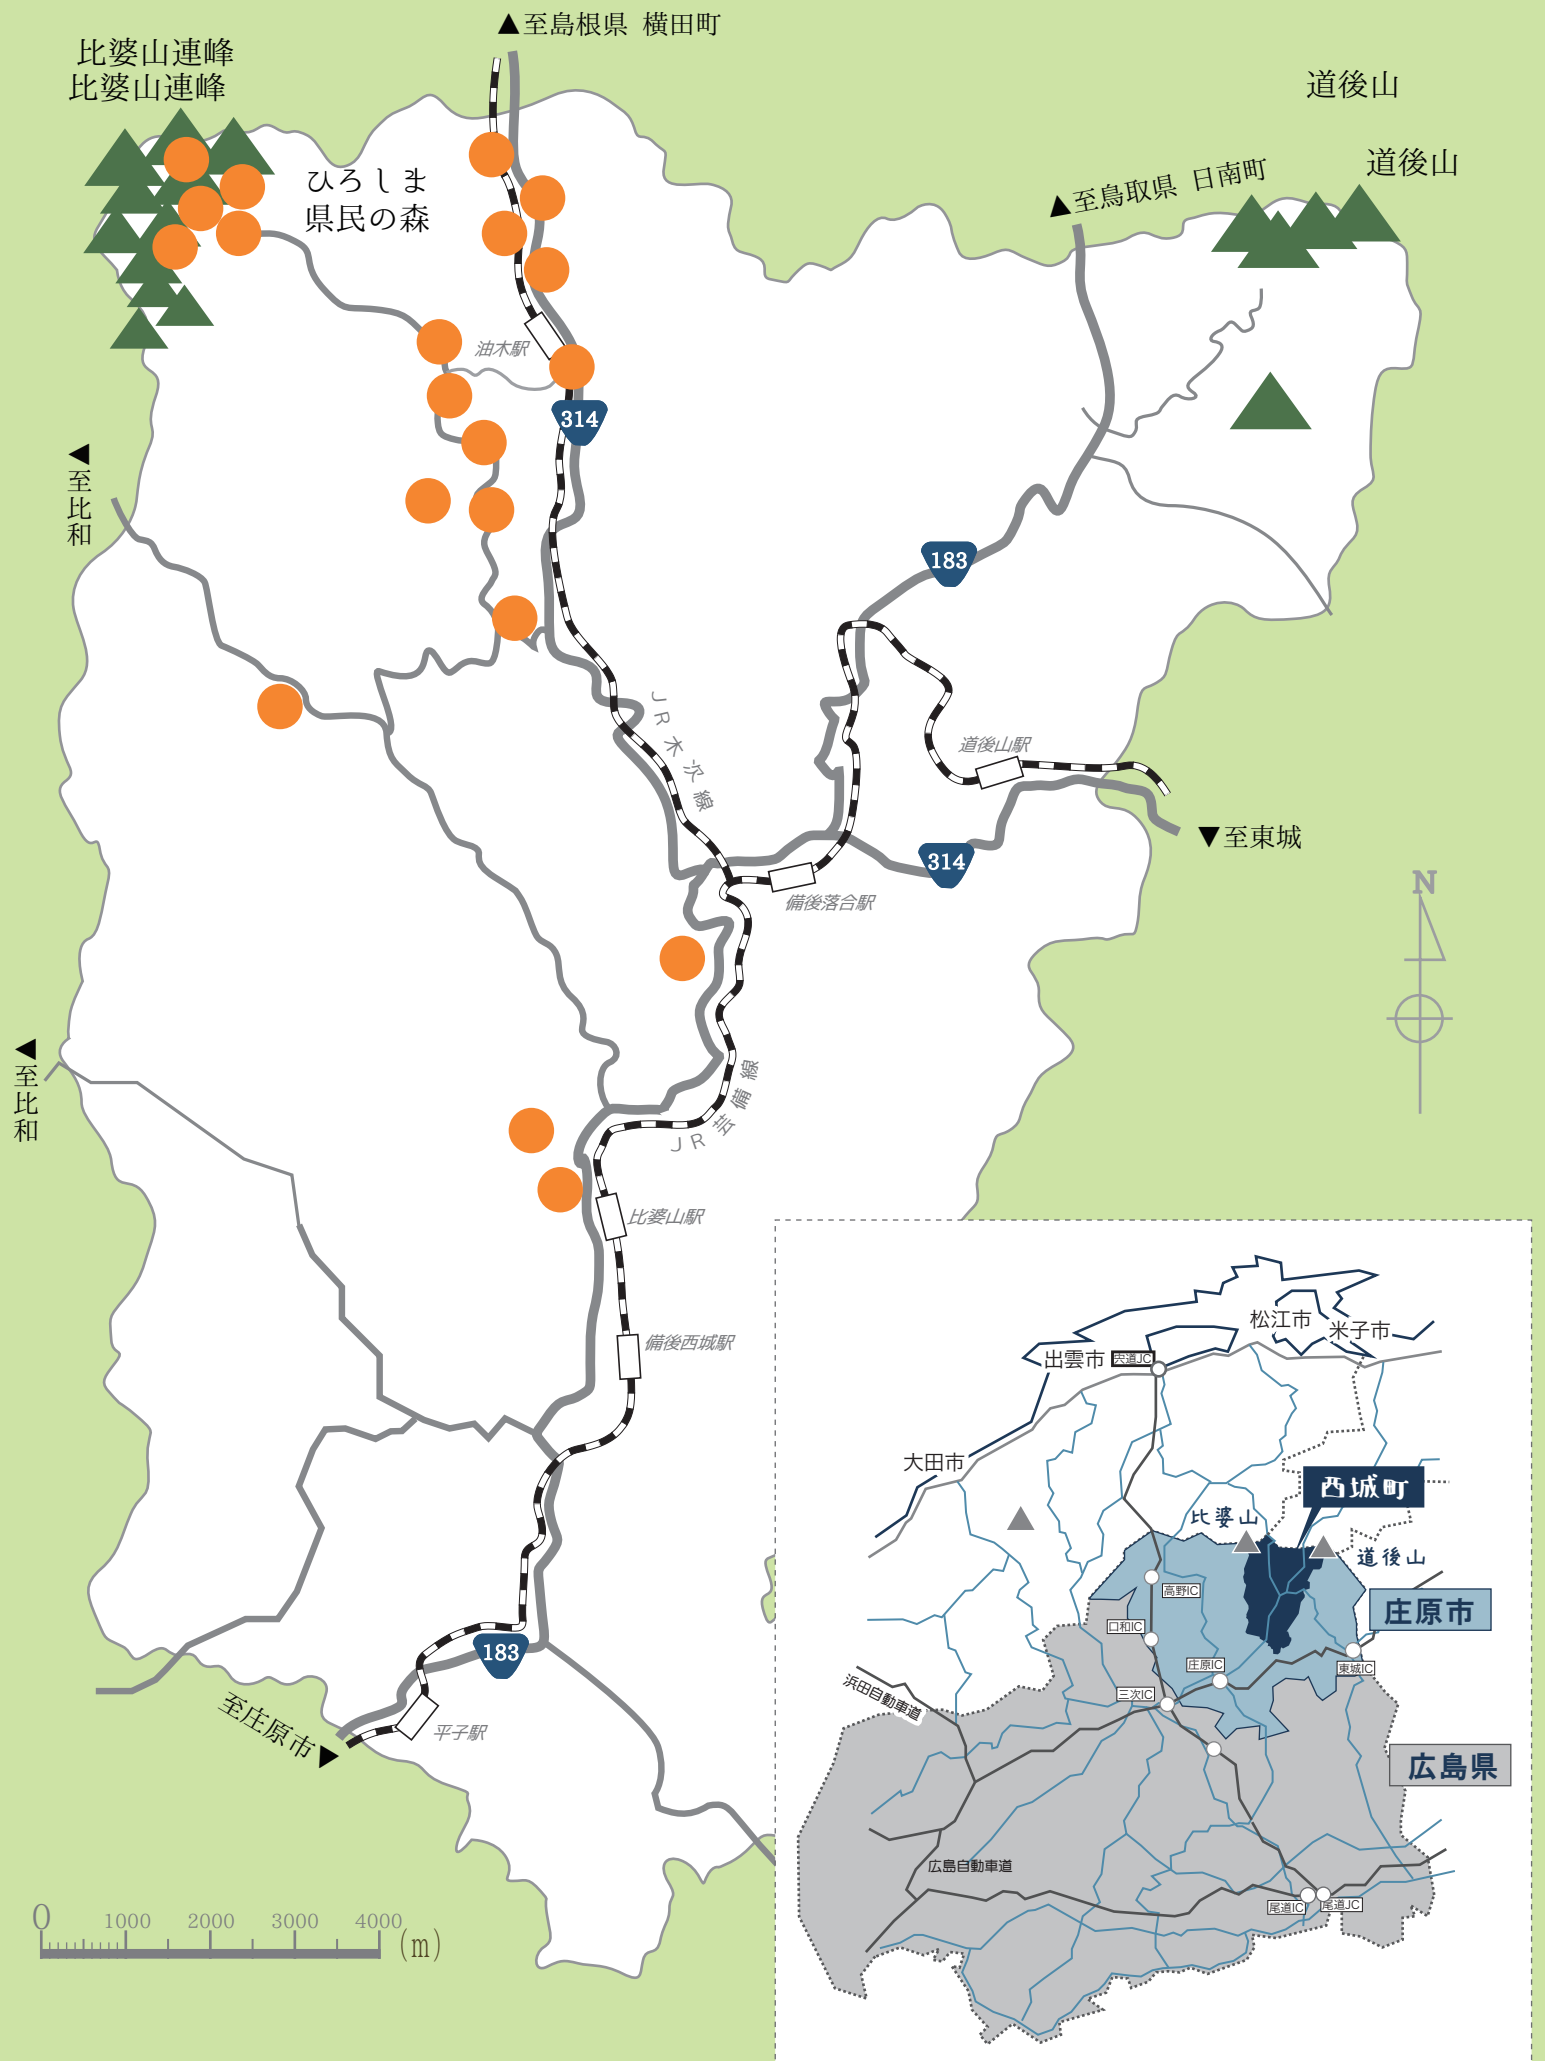 ▲至島根県 横田町
比婆山連峰
比婆山連峰
道後山
道後山
▲至鳥取県 日南町
ひろしま
県民の森
油木駅
314
◀至比和
183
JR木次線
道後山駅
▼至東城
314
備後落合駅
N
◀至比和
JR芸備線
比婆山駅
備後西城駅
183
至庄原市▶
平子駅
0 1000 2000 3000 4000 (m)
松江市
米子市
出雲市
宍道JC
大田市
西城町
比婆山
道後山
高野IC
庄原市
口和IC
庄原IC
東城IC
三次IC
浜田自動車道
広島県
広島自動車道
尾道IC
尾道JC